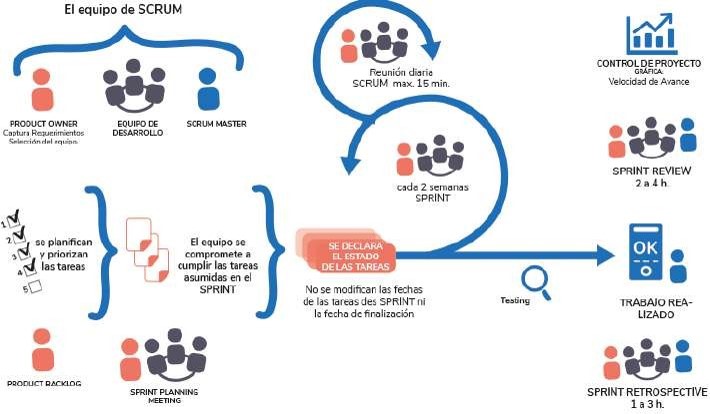 El equipo de SCRUM
PRODUCT OWNER
Captura Requerimientos
Selección del equipo
EQUIPO DE
DESARROLLO
SCRUM MASTER
Reunión diaria
SCRUM max. 15 min.
cada 2 semanas
SPRINT
CONTROL DE PROYECTO
GRÁFICA:
Velocidad de Avance
SPRINT REVIEW
2 a 4 h.
1
2
3
4
5
se planifican
y priorizan
las tareas
El equipo se
compromete a
cumplir las tareas
asumidas en el
SPRINT
SE DECLARA
EL ESTADO
DE LAS TAREAS
No se modifican las fechas
de las tareas des SPRINT ni
la fecha de finalización
Testing
OK
TRABAJO REA-
LIZADO
PRODUCT BACKLOG
SPRINT PLANNING
MEETING
SPRINT RETROSPECTIVE
1 a 3 h.